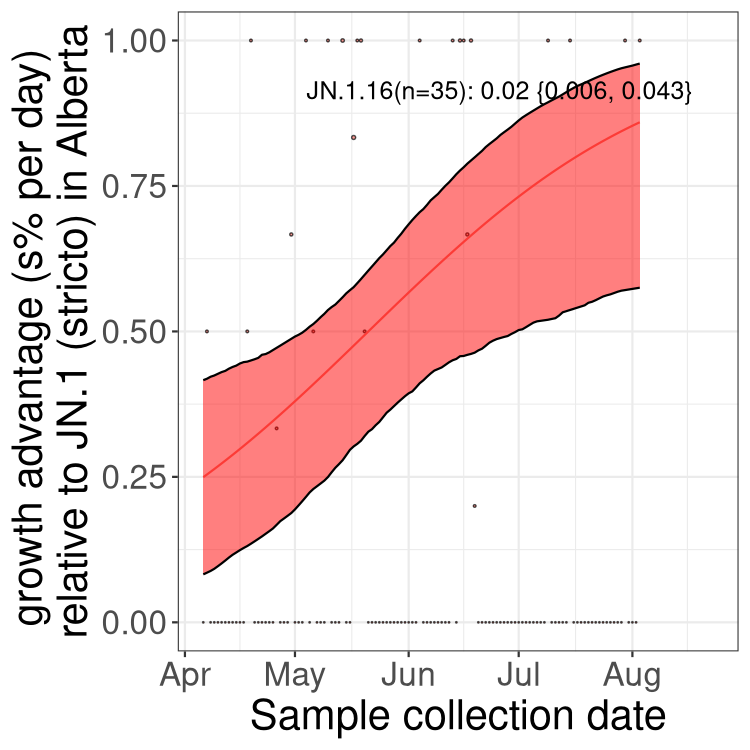 growth advantage (s% per day)
relative to JN.1 (stricto) in Alberta
1.00
0.75
0.50
0.25
0.00
JN.1.16(n=35): 0.02 {0.006, 0.043}
Apr May Jun Jul Aug
Sample collection date